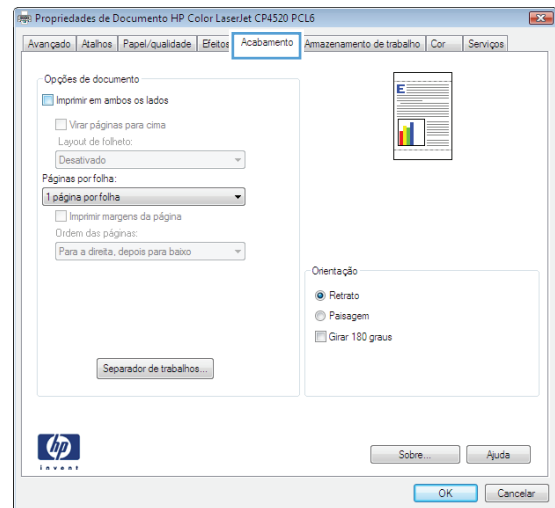 Propriedades de Documento HP Color LaserJet CP4520 PCL6
Avançado Atalhos Papel/qualidade Efeitos Acabamento Armazenamento de trabalho Cor Serviços
Opções de documento
Imprimir em ambos os lados
Virar páginas para cima
Layout de folheto:
Desativado
Páginas por folha:
1 página por folha
Imprimir margens da página
Ordem das páginas:
Para a direita, depois para baixo
Separador de trabalhos...
E
Orientação
Retrato
Paisagem
Girar 180 graus
hp
invent
Sobre...
Ajuda
OK
Cancelar